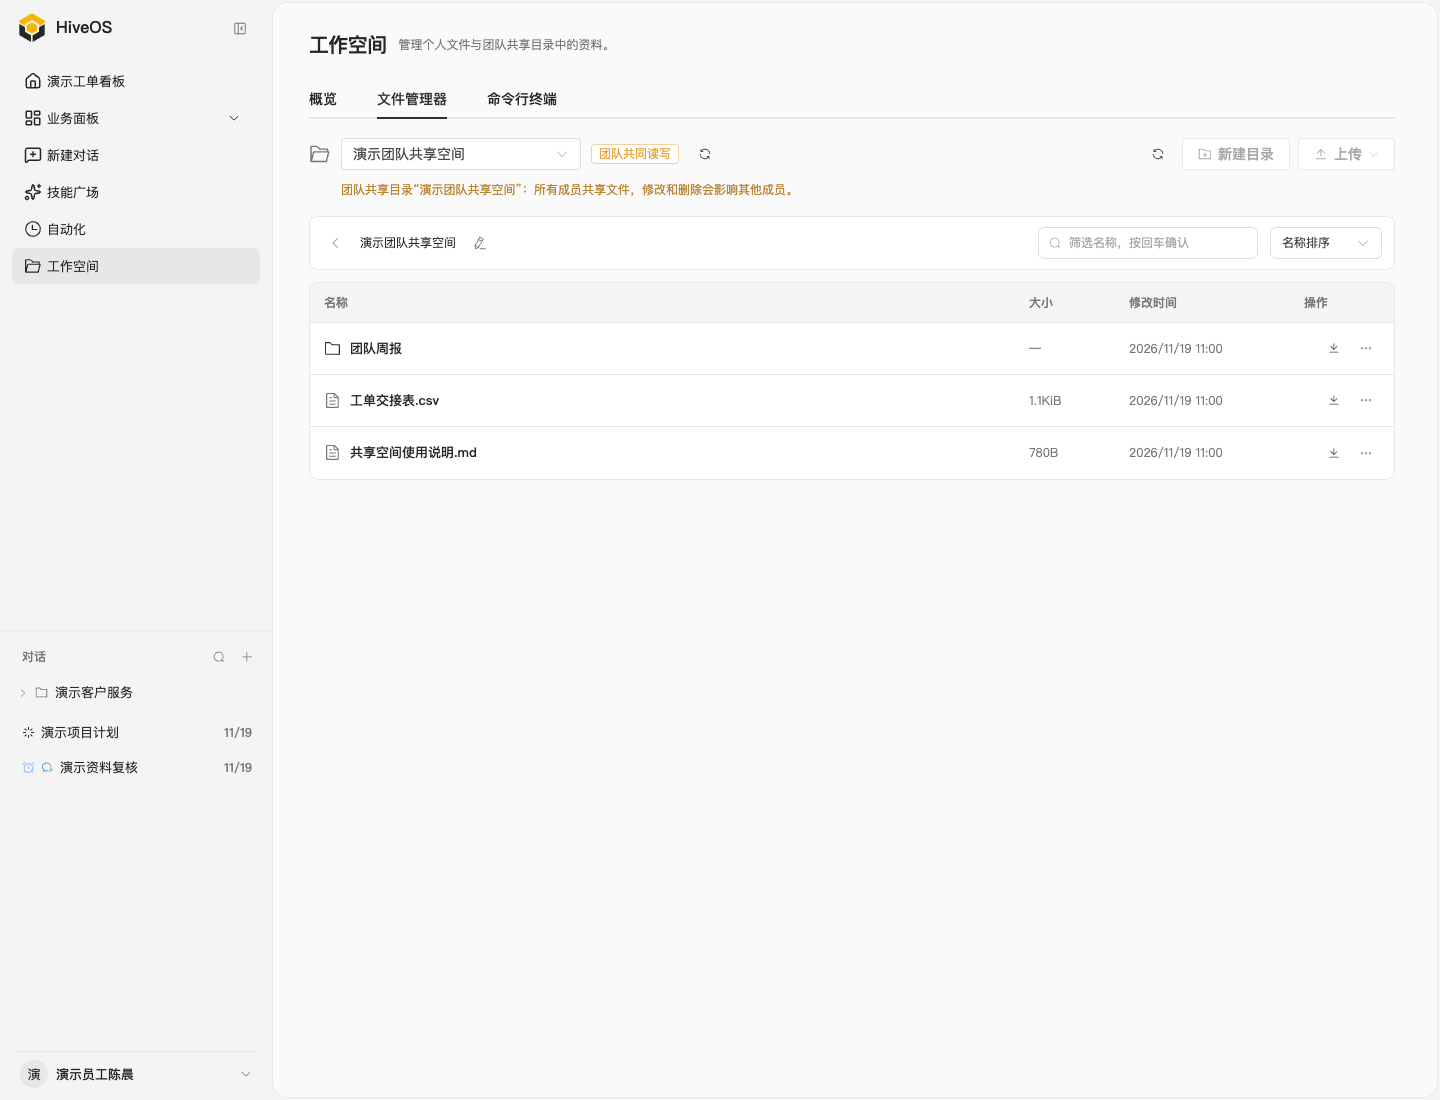 HiveOS
演示工单看板
业务面板
新建对话
技能广场
自动化
工作空间
对话
演示客户服务
演示项目计划 11/19
演示资料复核 11/19
演 演示员工陈晨
工作空间 管理个人文件与团队共享目录中的资料。
概览 文件管理器 命令行终端
演示团队共享空间 团队共同读写 新建目录 上传
团队共享目录“演示团队共享空间”：所有成员共享文件，修改和删除会影响其他成员。
演示团队共享空间 筛选名称，按回车确认 名称排序
名称 大小 修改时间 操作
团队周报 — 2026/11/19 11:00
工单交接表.csv 1.1KiB 2026/11/19 11:00
共享空间使用说明.md 780B 2026/11/19 11:00